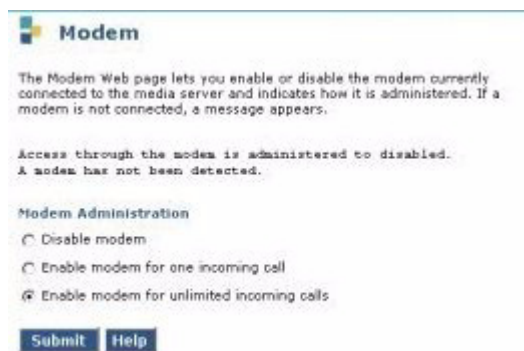 Modem
The Modem Web page lets you enable or disable the modem currently
connected to the media server and indicates how it is administered. If a
modem is not connected, a message appears.
Access through the modem is administered to disabled.
A modem has not been detected.
Modem Administration
Disable modem
Enable modem for one incoming call
Enable modem for unlimited incoming calls
Submit Help